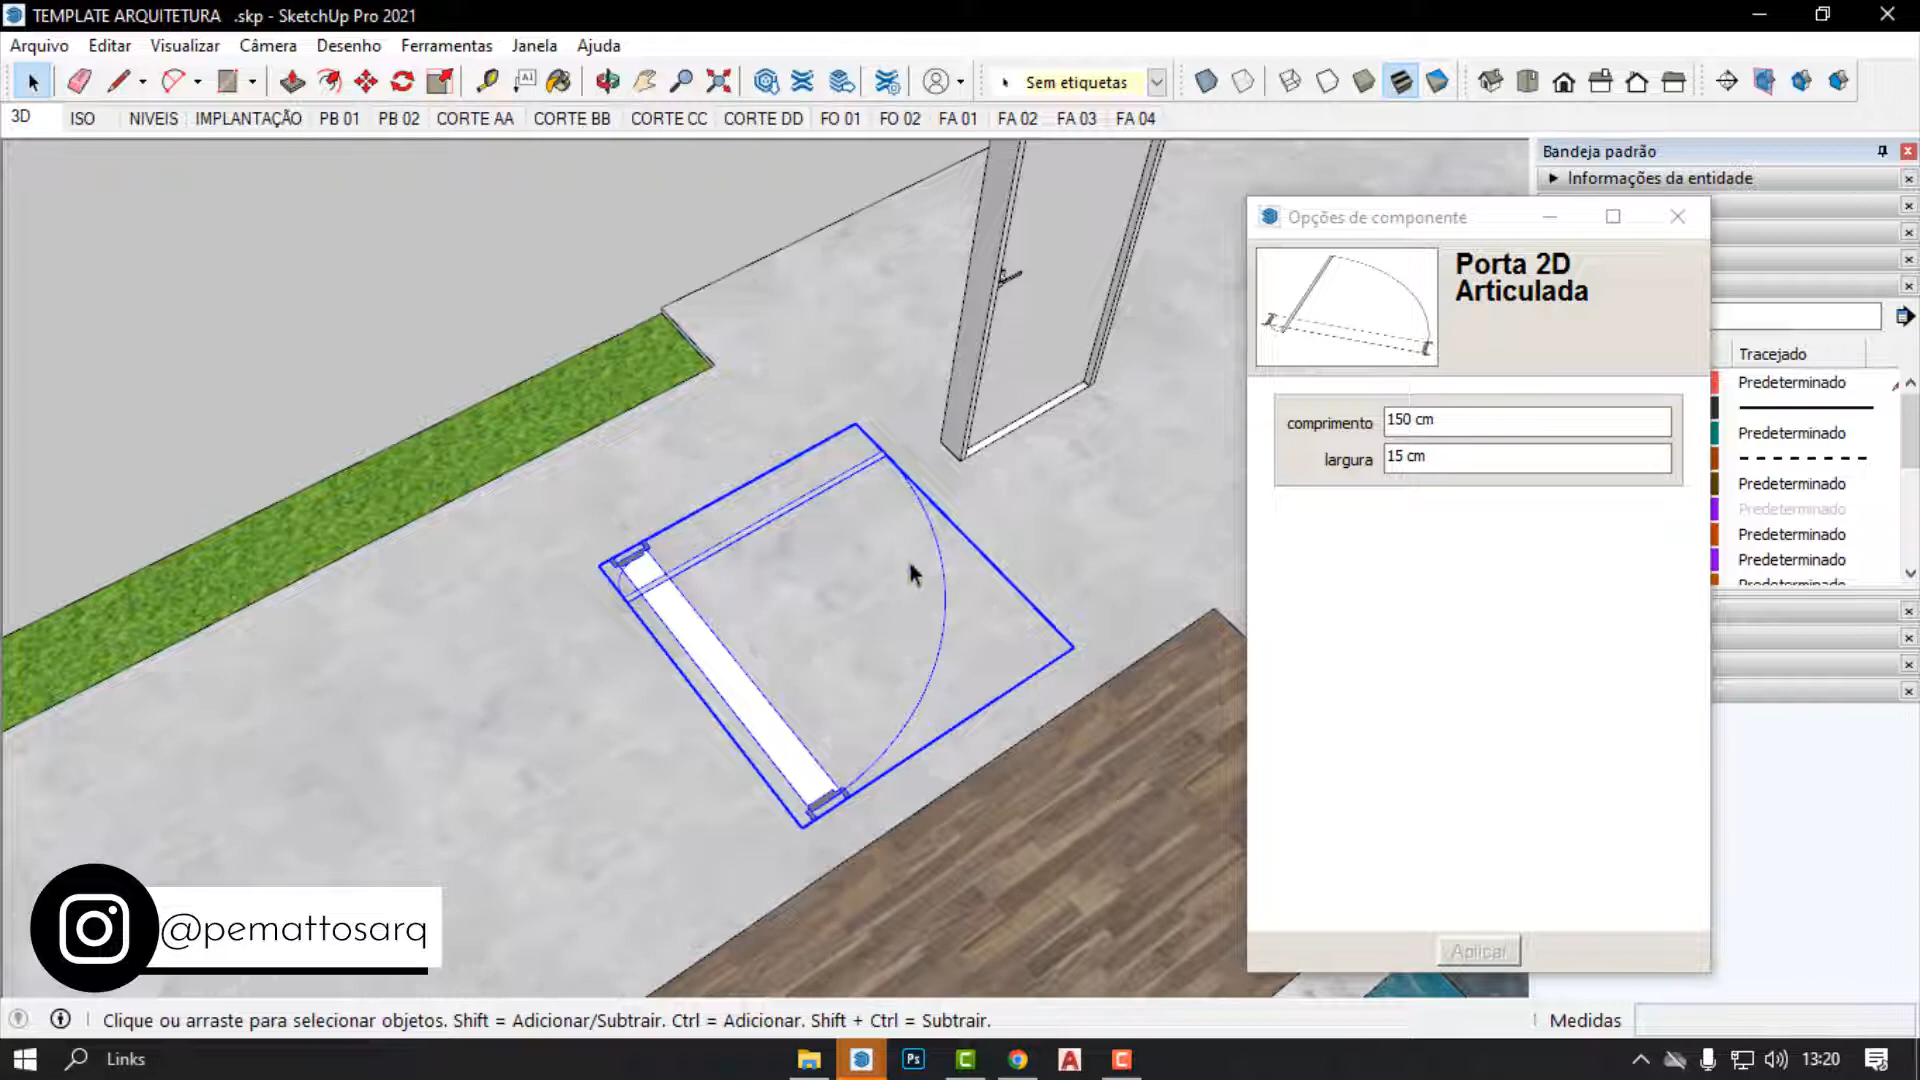 TEMPLATE ARQUITETURA .skp - SketchUp Pro 2021
Arquivo Editar Visualizar Câmera Desenho Ferramentas Janela Ajuda
Sem etiquetas
3D ISO NIVEIS IMPLANTAÇÃO PB 01 PB 02 CORTE AA CORTE BB CORTE CC CORTE DD FO 01 FO 02 FA 01 FA 02 FA 03 FA 04
Bandeja padrão
Informações da entidade
Opções de componente
Porta 2D
Articulada
comprimento 150 cm
largura 15 cm
Aplicar
Tracejado
Predeterminado
Predeterminado
Predeterminado
Predeterminado
Predeterminado
Predeterminado
Predeterminado
@pemattosarq
Clique ou arraste para selecionar objetos. Shift = Adicionar/Subtrair. Ctrl = Adicionar. Shift + Ctrl = Subtrair.
Medidas
Links
Ps
13:20